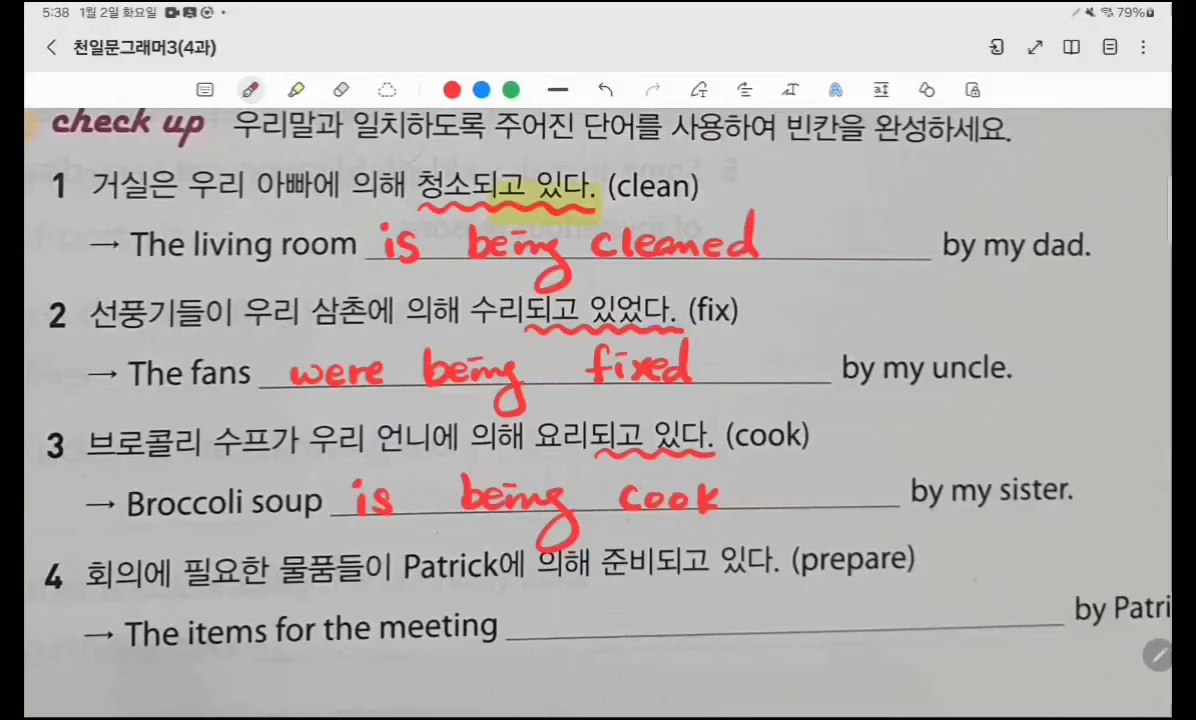 5:38 1월 2일 화요일
79%
천일문그래머3(4과)
check up 우리말과 일치하도록 주어진 단어를 사용하여 빈칸을 완성하세요.
1 거실은 우리 아빠에 의해 청소되고 있다. (clean)
→ The living room is being cleaned by my dad.
2 선풍기들이 우리 삼촌에 의해 수리되고 있었다. (fix)
→ The fans were being fixed by my uncle.
3 브로콜리 수프가 우리 언니에 의해 요리되고 있다. (cook)
→ Broccoli soup is being cook by my sister.
4 회의에 필요한 물품들이 Patrick에 의해 준비되고 있다. (prepare)
→ The items for the meeting by Patri